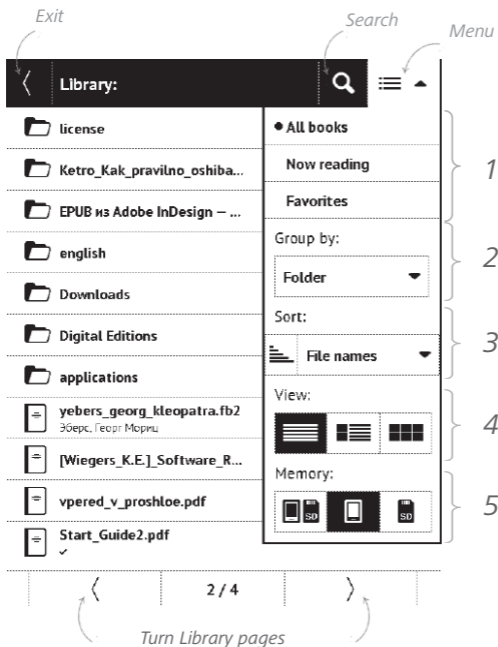 Exit
Search
Menu
Library:
license
Ketro_Kak_pravilno_oshiba...
EPUB из Adobe InDesign — ...
english
Downloads
Digital Editions
applications
yebers_georg_kleopatra.fb2
Эберс, Георг Мориц
[Wiegers_K.E.]_Software_R...
vpered_v_proshloe.pdf
Start_Guide2.pdf
All books
Now reading
Favorites
1
Group by:
Folder
2
Sort:
File names
3
View:
4
Memory:
SD
SD
5
2 / 4
Turn Library pages